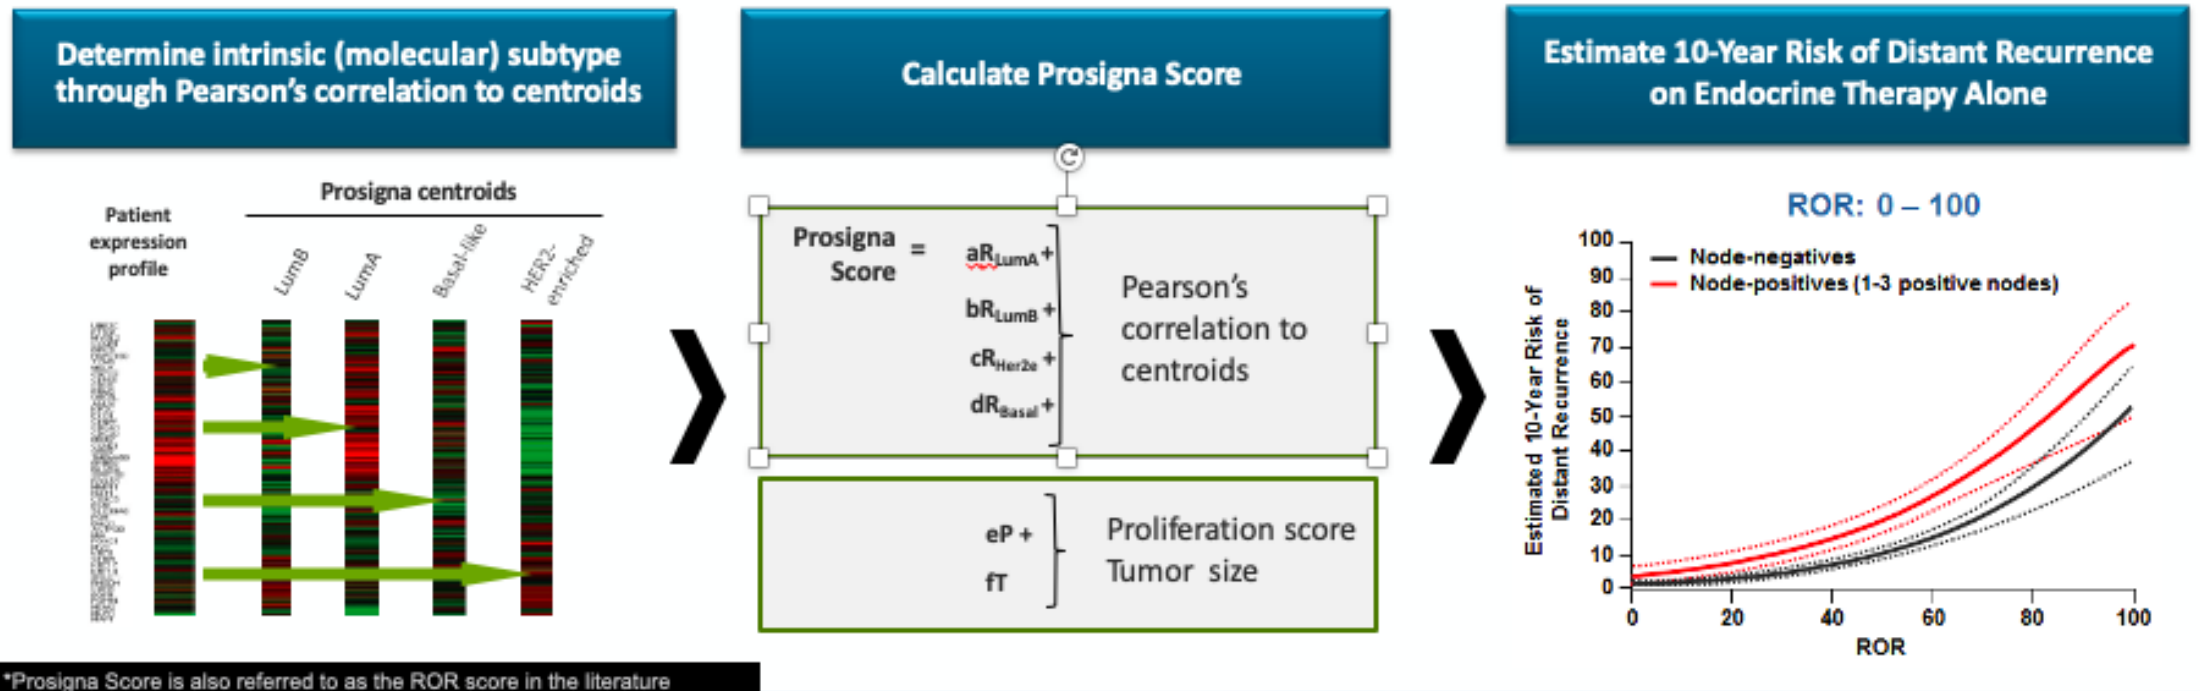 Determine intrinsic (molecular) subtype
through Pearson's correlation to centroids
Calculate Prosigna Score
Estimate 10-Year Risk of Distant Recurrence
on Endocrine Therapy Alone
Prosigna centroids
Patient
expression
profile
LumB
LumA
Basal-like
HER2-
enriched
Prosigna
Score
=
aRLumA +
bRLumB +
cRHer2e +
dRBasal +
Pearson's
correlation to
centroids
eP +
fT
Proliferation score
Tumor size
ROR: 0 – 100
Node-negatives
Node-positives (1-3 positive nodes)
Estimated 10-Year Risk of
Distant Recurrence
100
90
80
70
60
50
40
30
20
10
0
0 20 40 60 80 100
ROR
*Prosigna Score is also referred to as the ROR score in the literature